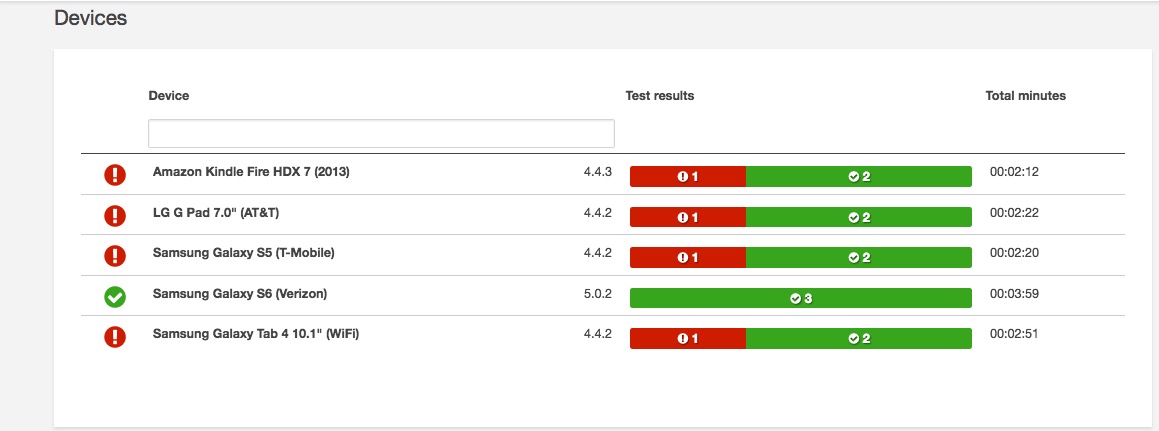 Devices
Device Test results Total minutes
Amazon Kindle Fire HDX 7 (2013) 4.4.3 1 2 00:02:12
LG G Pad 7.0" (AT&T) 4.4.2 1 2 00:02:22
Samsung Galaxy S5 (T-Mobile) 4.4.2 1 2 00:02:20
Samsung Galaxy S6 (Verizon) 5.0.2 3 00:03:59
Samsung Galaxy Tab 4 10.1" (WiFi) 4.4.2 1 2 00:02:51